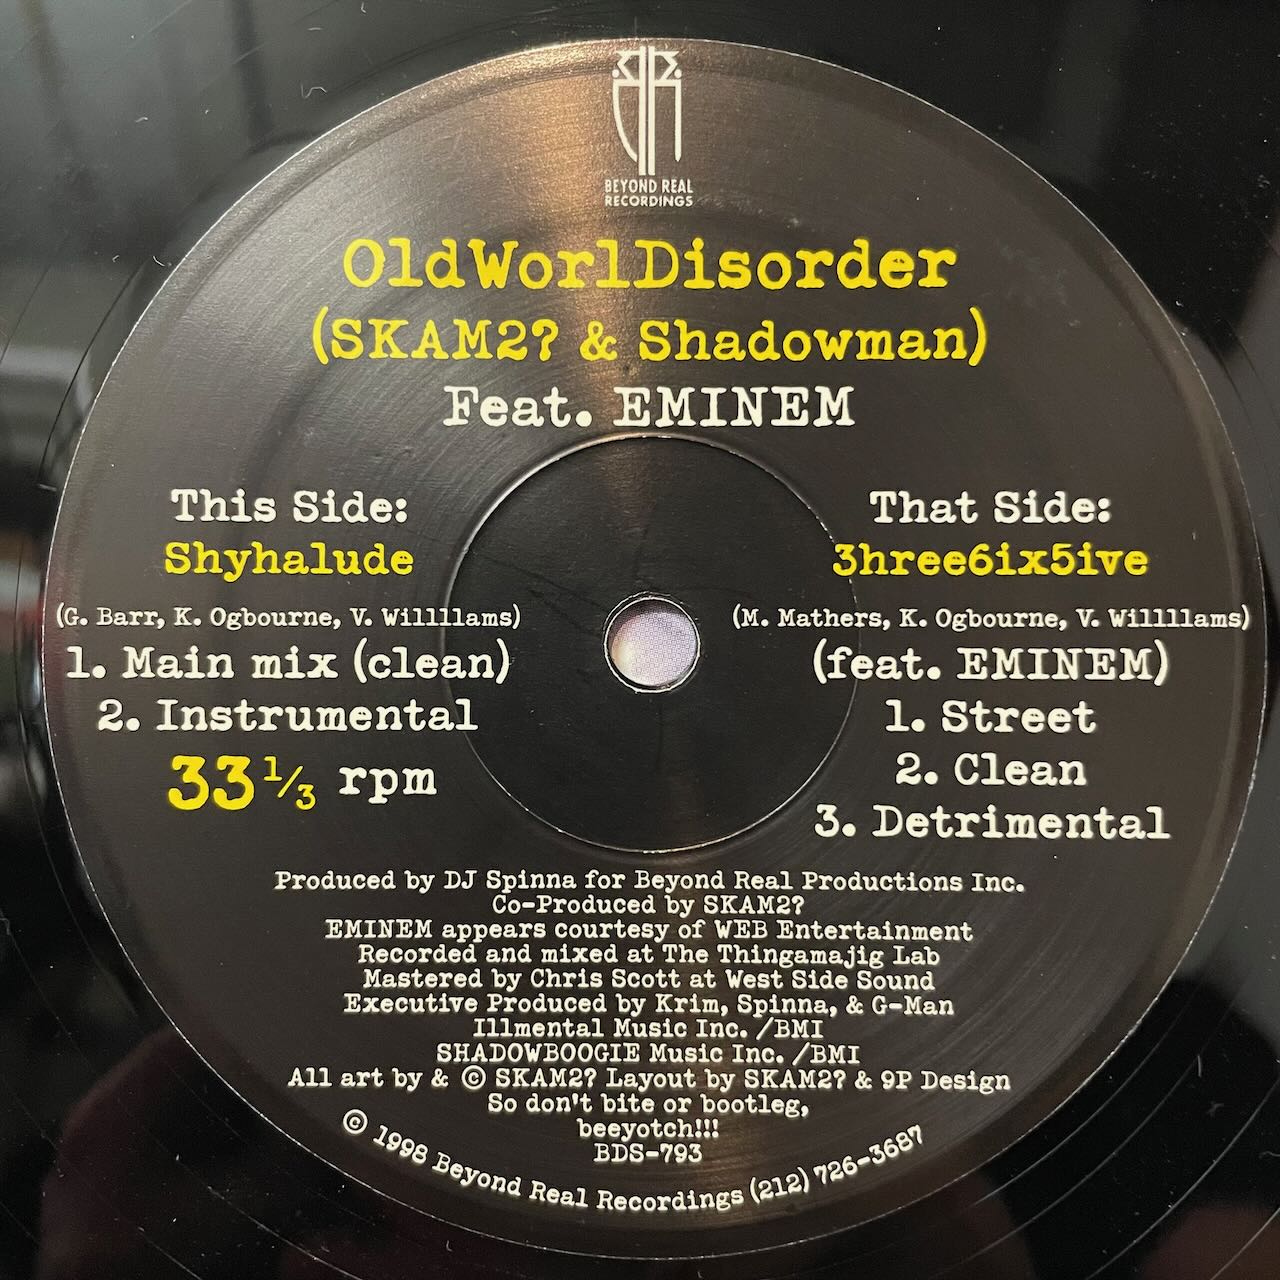 BEYOND REAL
RECORDINGS
OldWorlDisorder
(SKAM2? & Shadowman)
Feat. EMINEM
This Side:
Shyhalude
(G. Barr, K. Ogbourne, V. Willllams)
1. Main mix (clean)
2. Instrumental
33 1/3 rpm
That Side:
3hree6ix5ive
(M. Mathers, K. Ogbourne, V. Willllams)
(feat. EMINEM)
1. Street
2. Clean
3. Detrimental
Produced by DJ Spinna for Beyond Real Productions Inc.
Co-Produced by SKAM2?
EMINEM appears courtesy of WEB Entertainment
Recorded and mixed at The Thingamajig Lab
Mastered by Chris Scott at West Side Sound
Executive Produced by Krim, Spinna, & G-Man
Illmental Music Inc. /BMI
SHADOWBOOGIE Music Inc. /BMI
All art by & © SKAM2? Layout by SKAM2? & 9P Design
So don't bite or bootleg,
beeyotch!!!
BDS-793
© 1998 Beyond Real Recordings (212) 726-3687